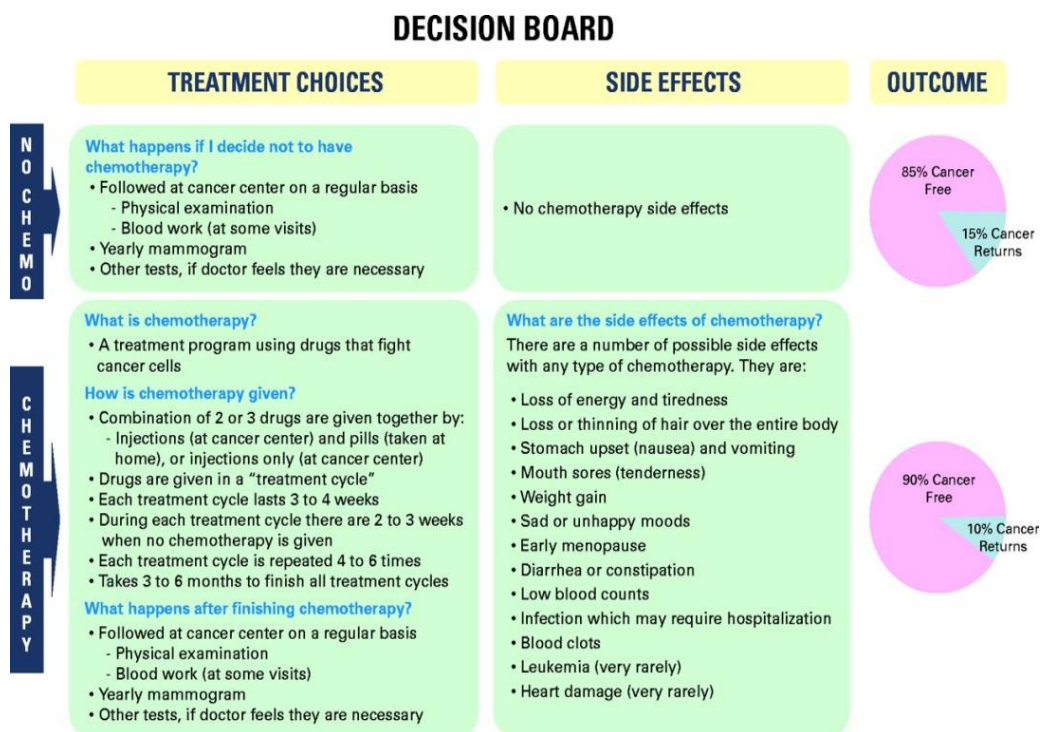 DECISION BOARD
TREATMENT CHOICES
SIDE EFFECTS
OUTCOME
NO CHEMO
What happens if I decide not to have
chemotherapy?
• Followed at cancer center on a regular basis
- Physical examination
- Blood work (at some visits)
• Yearly mammogram
• Other tests, if doctor feels they are necessary
• No chemotherapy side effects
85% Cancer
Free
15% Cancer
Returns
CHEMOTHERAPY
What is chemotherapy?
• A treatment program using drugs that fight
cancer cells
How is chemotherapy given?
• Combination of 2 or 3 drugs are given together by:
- Injections (at cancer center) and pills (taken at
home), or injections only (at cancer center)
• Drugs are given in a “treatment cycle”
• Each treatment cycle lasts 3 to 4 weeks
• During each treatment cycle there are 2 to 3 weeks
when no chemotherapy is given
• Each treatment cycle is repeated 4 to 6 times
• Takes 3 to 6 months to finish all treatment cycles
What happens after finishing chemotherapy?
• Followed at cancer center on a regular basis
- Physical examination
- Blood work (at some visits)
• Yearly mammogram
• Other tests, if doctor feels they are necessary
What are the side effects of chemotherapy?
There are a number of possible side effects
with any type of chemotherapy. They are:
• Loss of energy and tiredness
• Loss or thinning of hair over the entire body
• Stomach upset (nausea) and vomiting
• Mouth sores (tenderness)
• Weight gain
• Sad or unhappy moods
• Early menopause
• Diarrhea or constipation
• Low blood counts
• Infection which may require hospitalization
• Blood clots
• Leukemia (very rarely)
• Heart damage (very rarely)
90% Cancer
Free
10% Cancer
Returns